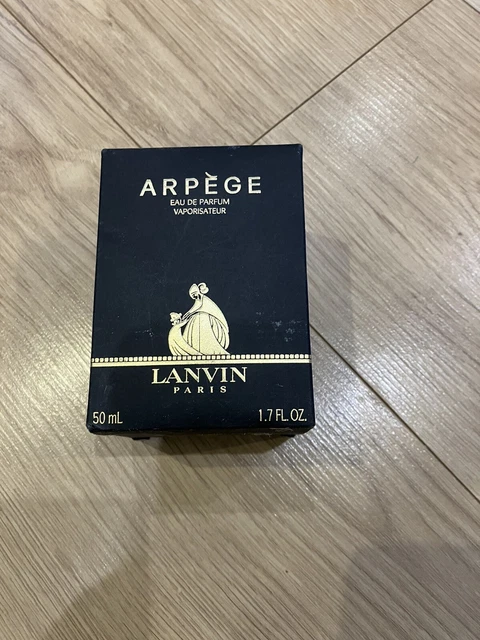 ARPÈGE
EAU DE PARFUM
VAPORISATEUR
LANVIN
PARIS
50 mL 1.7 FL. OZ.